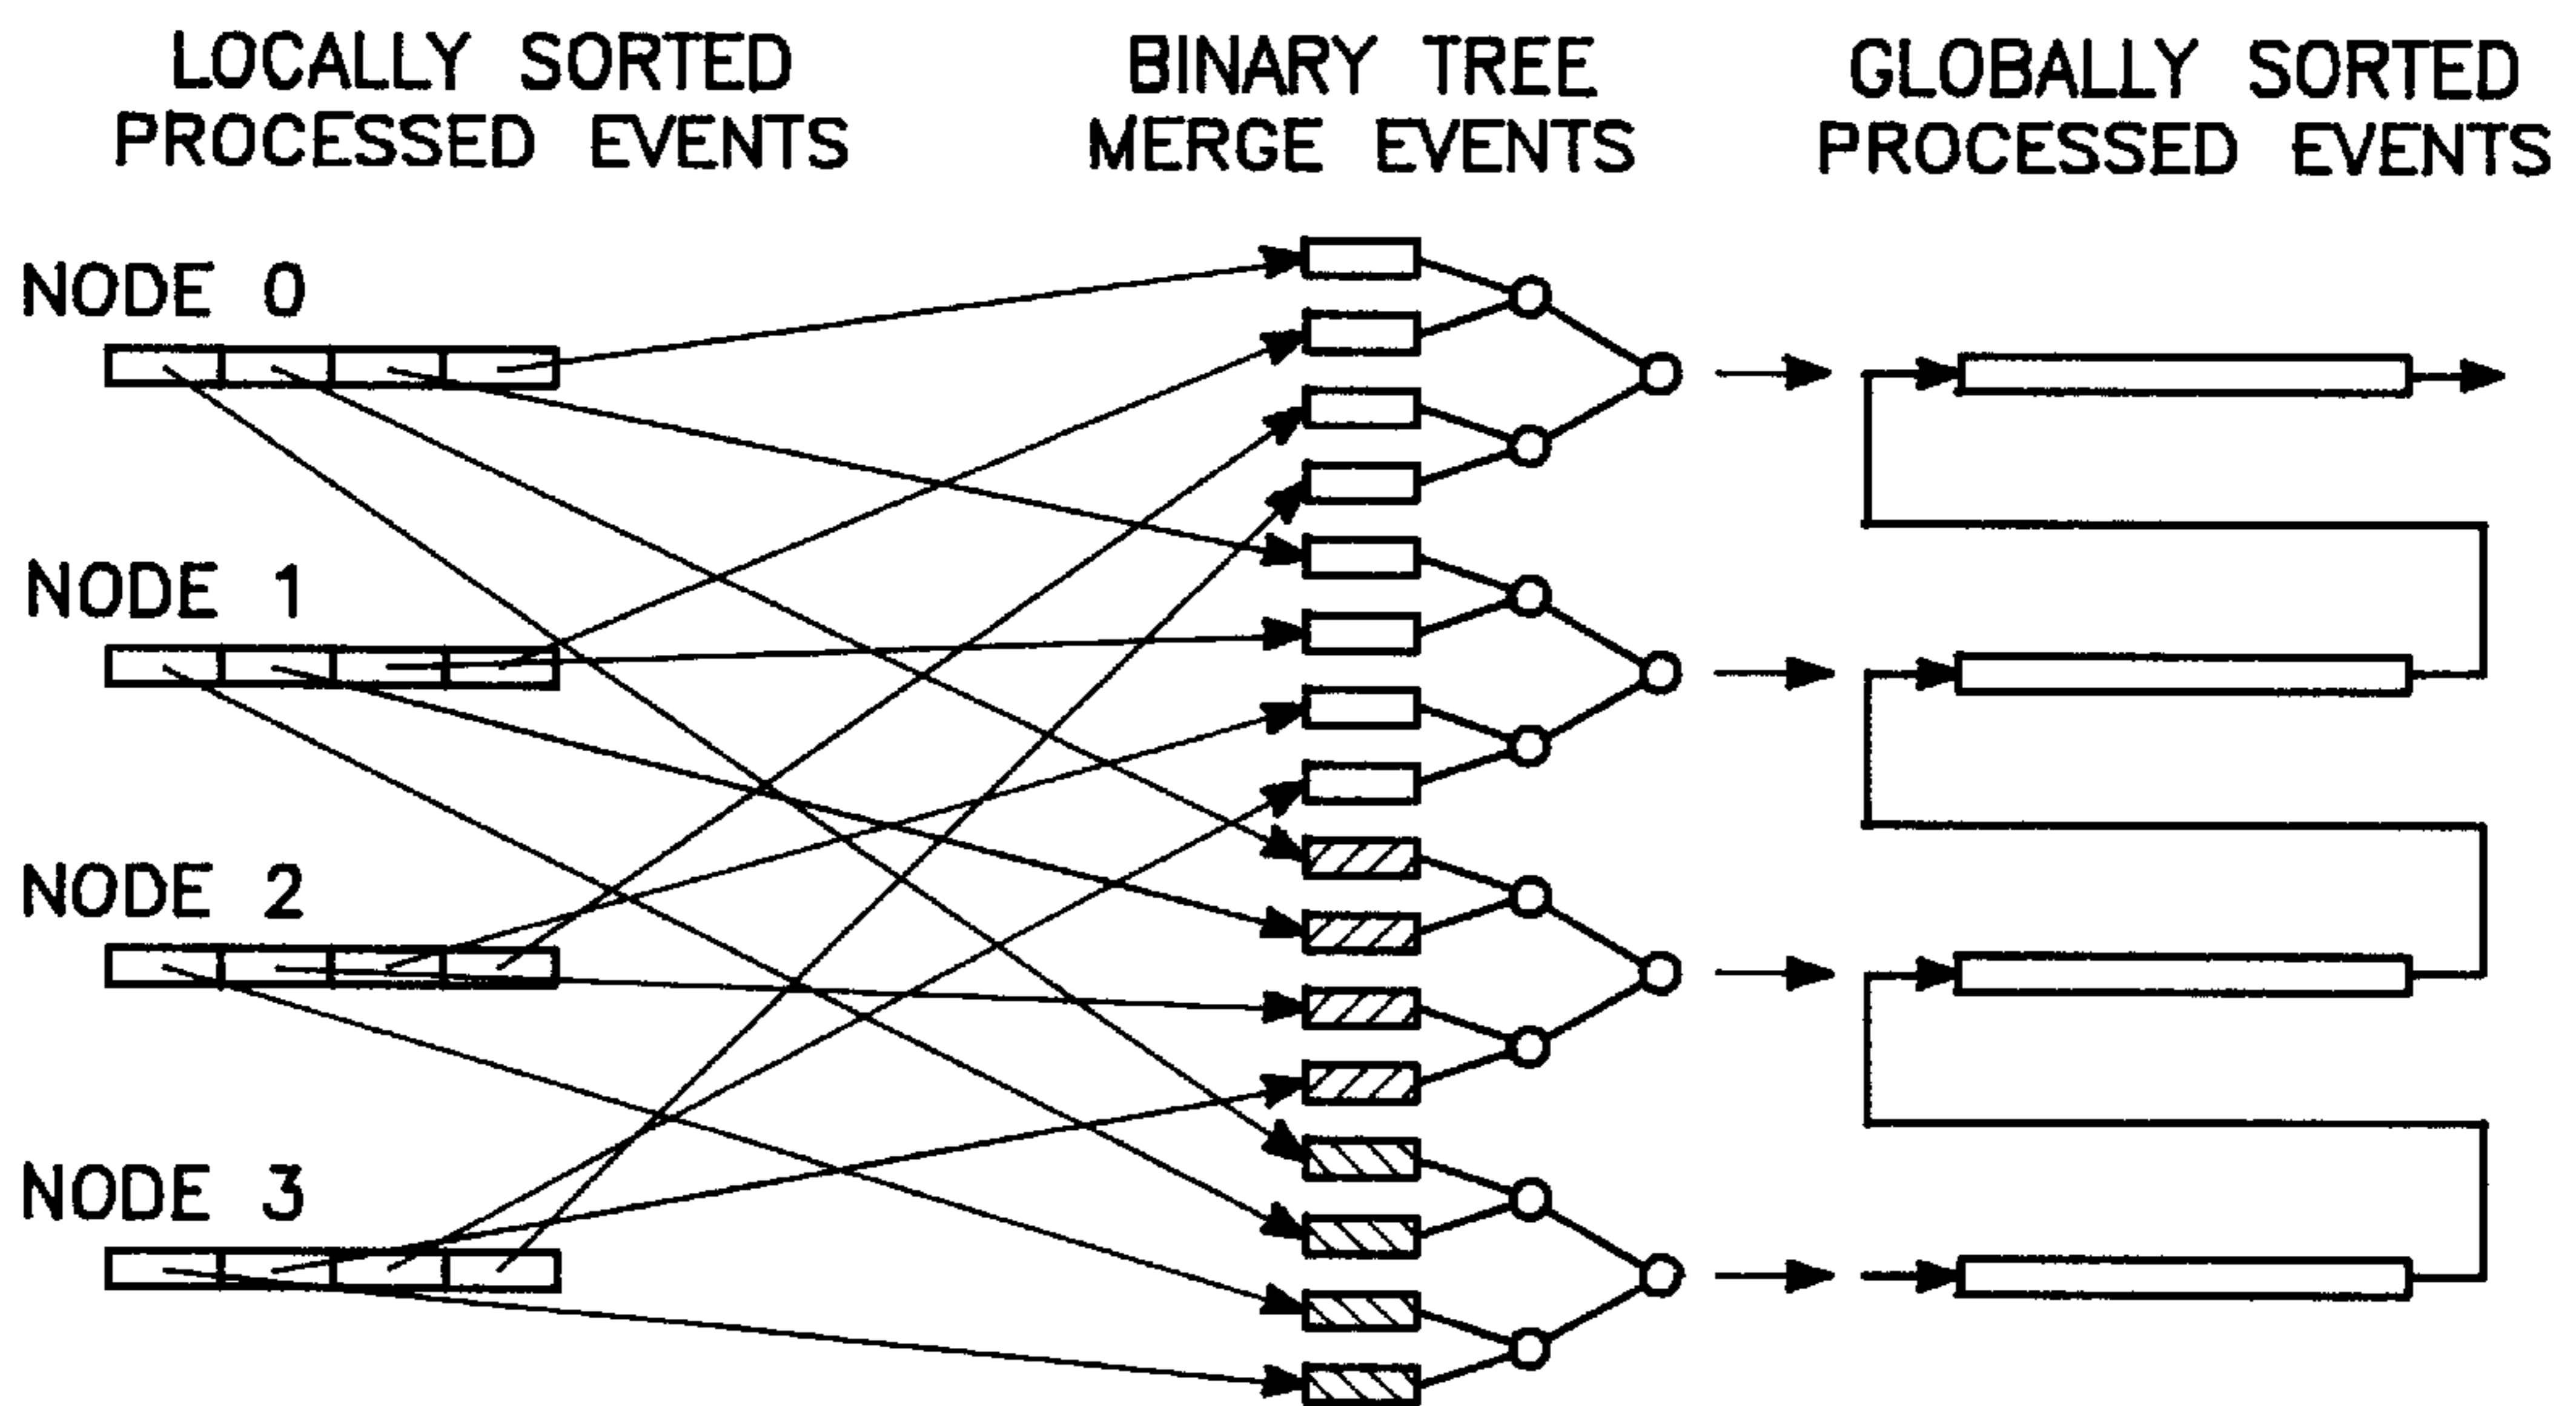 LOCALLY SORTED
PROCESSED EVENTS
BINARY TREE
MERGE EVENTS
GLOBALLY SORTED
PROCESSED EVENTS
NODE 0
NODE 1
NODE 2
NODE 3